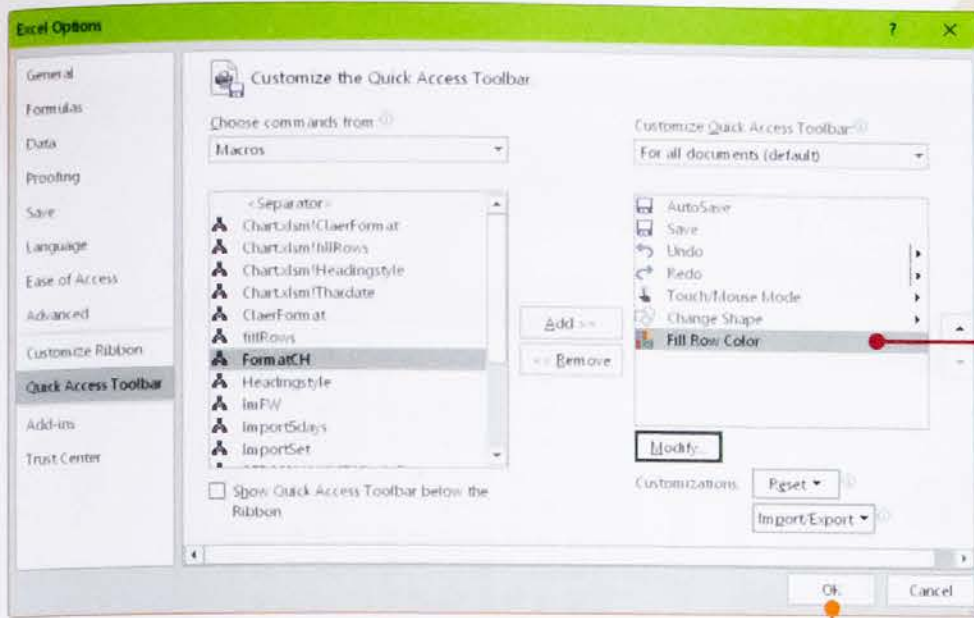 Excel Options
?
General
Formulas
Data
Proofing
Save
Language
Ease of Access
Advanced
Customize Ribbon
Quick Access Toolbar
Add-ins
Trust Center
Customize the Quick Access Toolbar
Choose commands from:
Macros
<Separator>
Chart.xlsm!ClaerFormat
Chart.xlsm!fillRows
Chart.xlsm!Headingstyle
Chart.xlsm!Thardate
ClaerFormat
fillRows
FormatCH
Headingstyle
ImFW
Import5days
ImportSet
Show Quick Access Toolbar below the
Ribbon
Add >>
<< Remove
Customize Quick Access Toolbar:
For all documents (default)
AutoSave
Save
Undo
Redo
Touch/Mouse Mode
Change Shape
Fill Row Color
Modify...
Customizations:
Reset
Import/Export
OK
Cancel